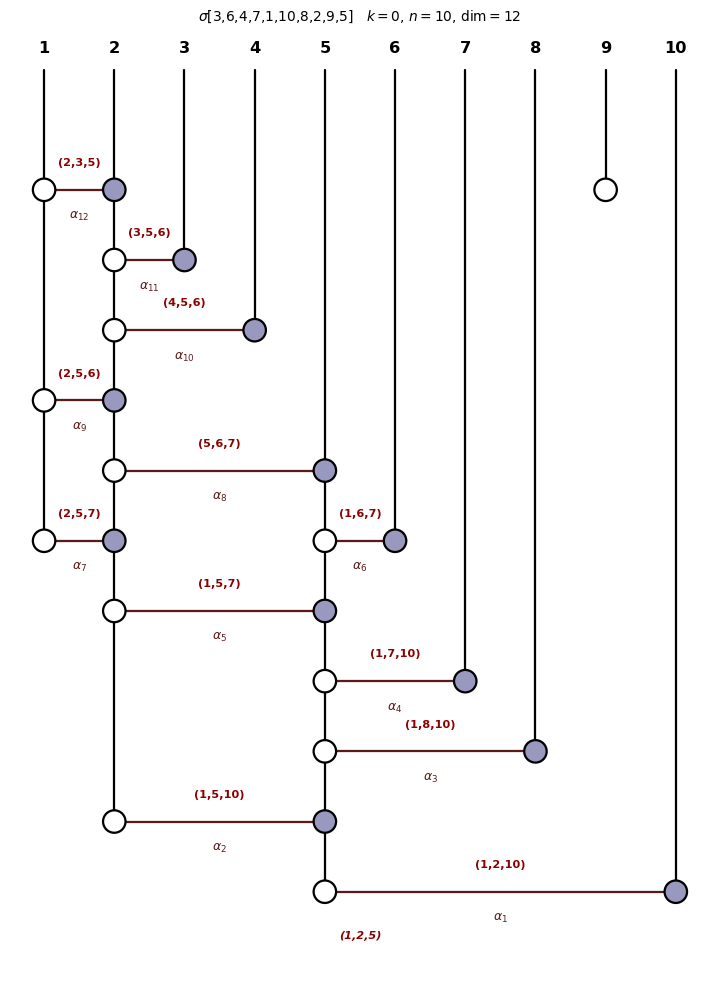 σ[3,6,4,7,1,10,8,2,9,5]   k = 0, n = 10, dim = 12
1 2 3 4 5 6 7 8 9 10
(2,3,5)
α₁₂
(3,5,6)
α₁₁
(4,5,6)
α₁₀
(2,5,6)
α₉
(5,6,7)
α₈
(2,5,7) (1,6,7)
α₇ α₆
(1,5,7)
α₅
(1,7,10)
α₄
(1,8,10)
α₃
(1,5,10)
α₂
(1,2,10)
α₁
(1,2,5)